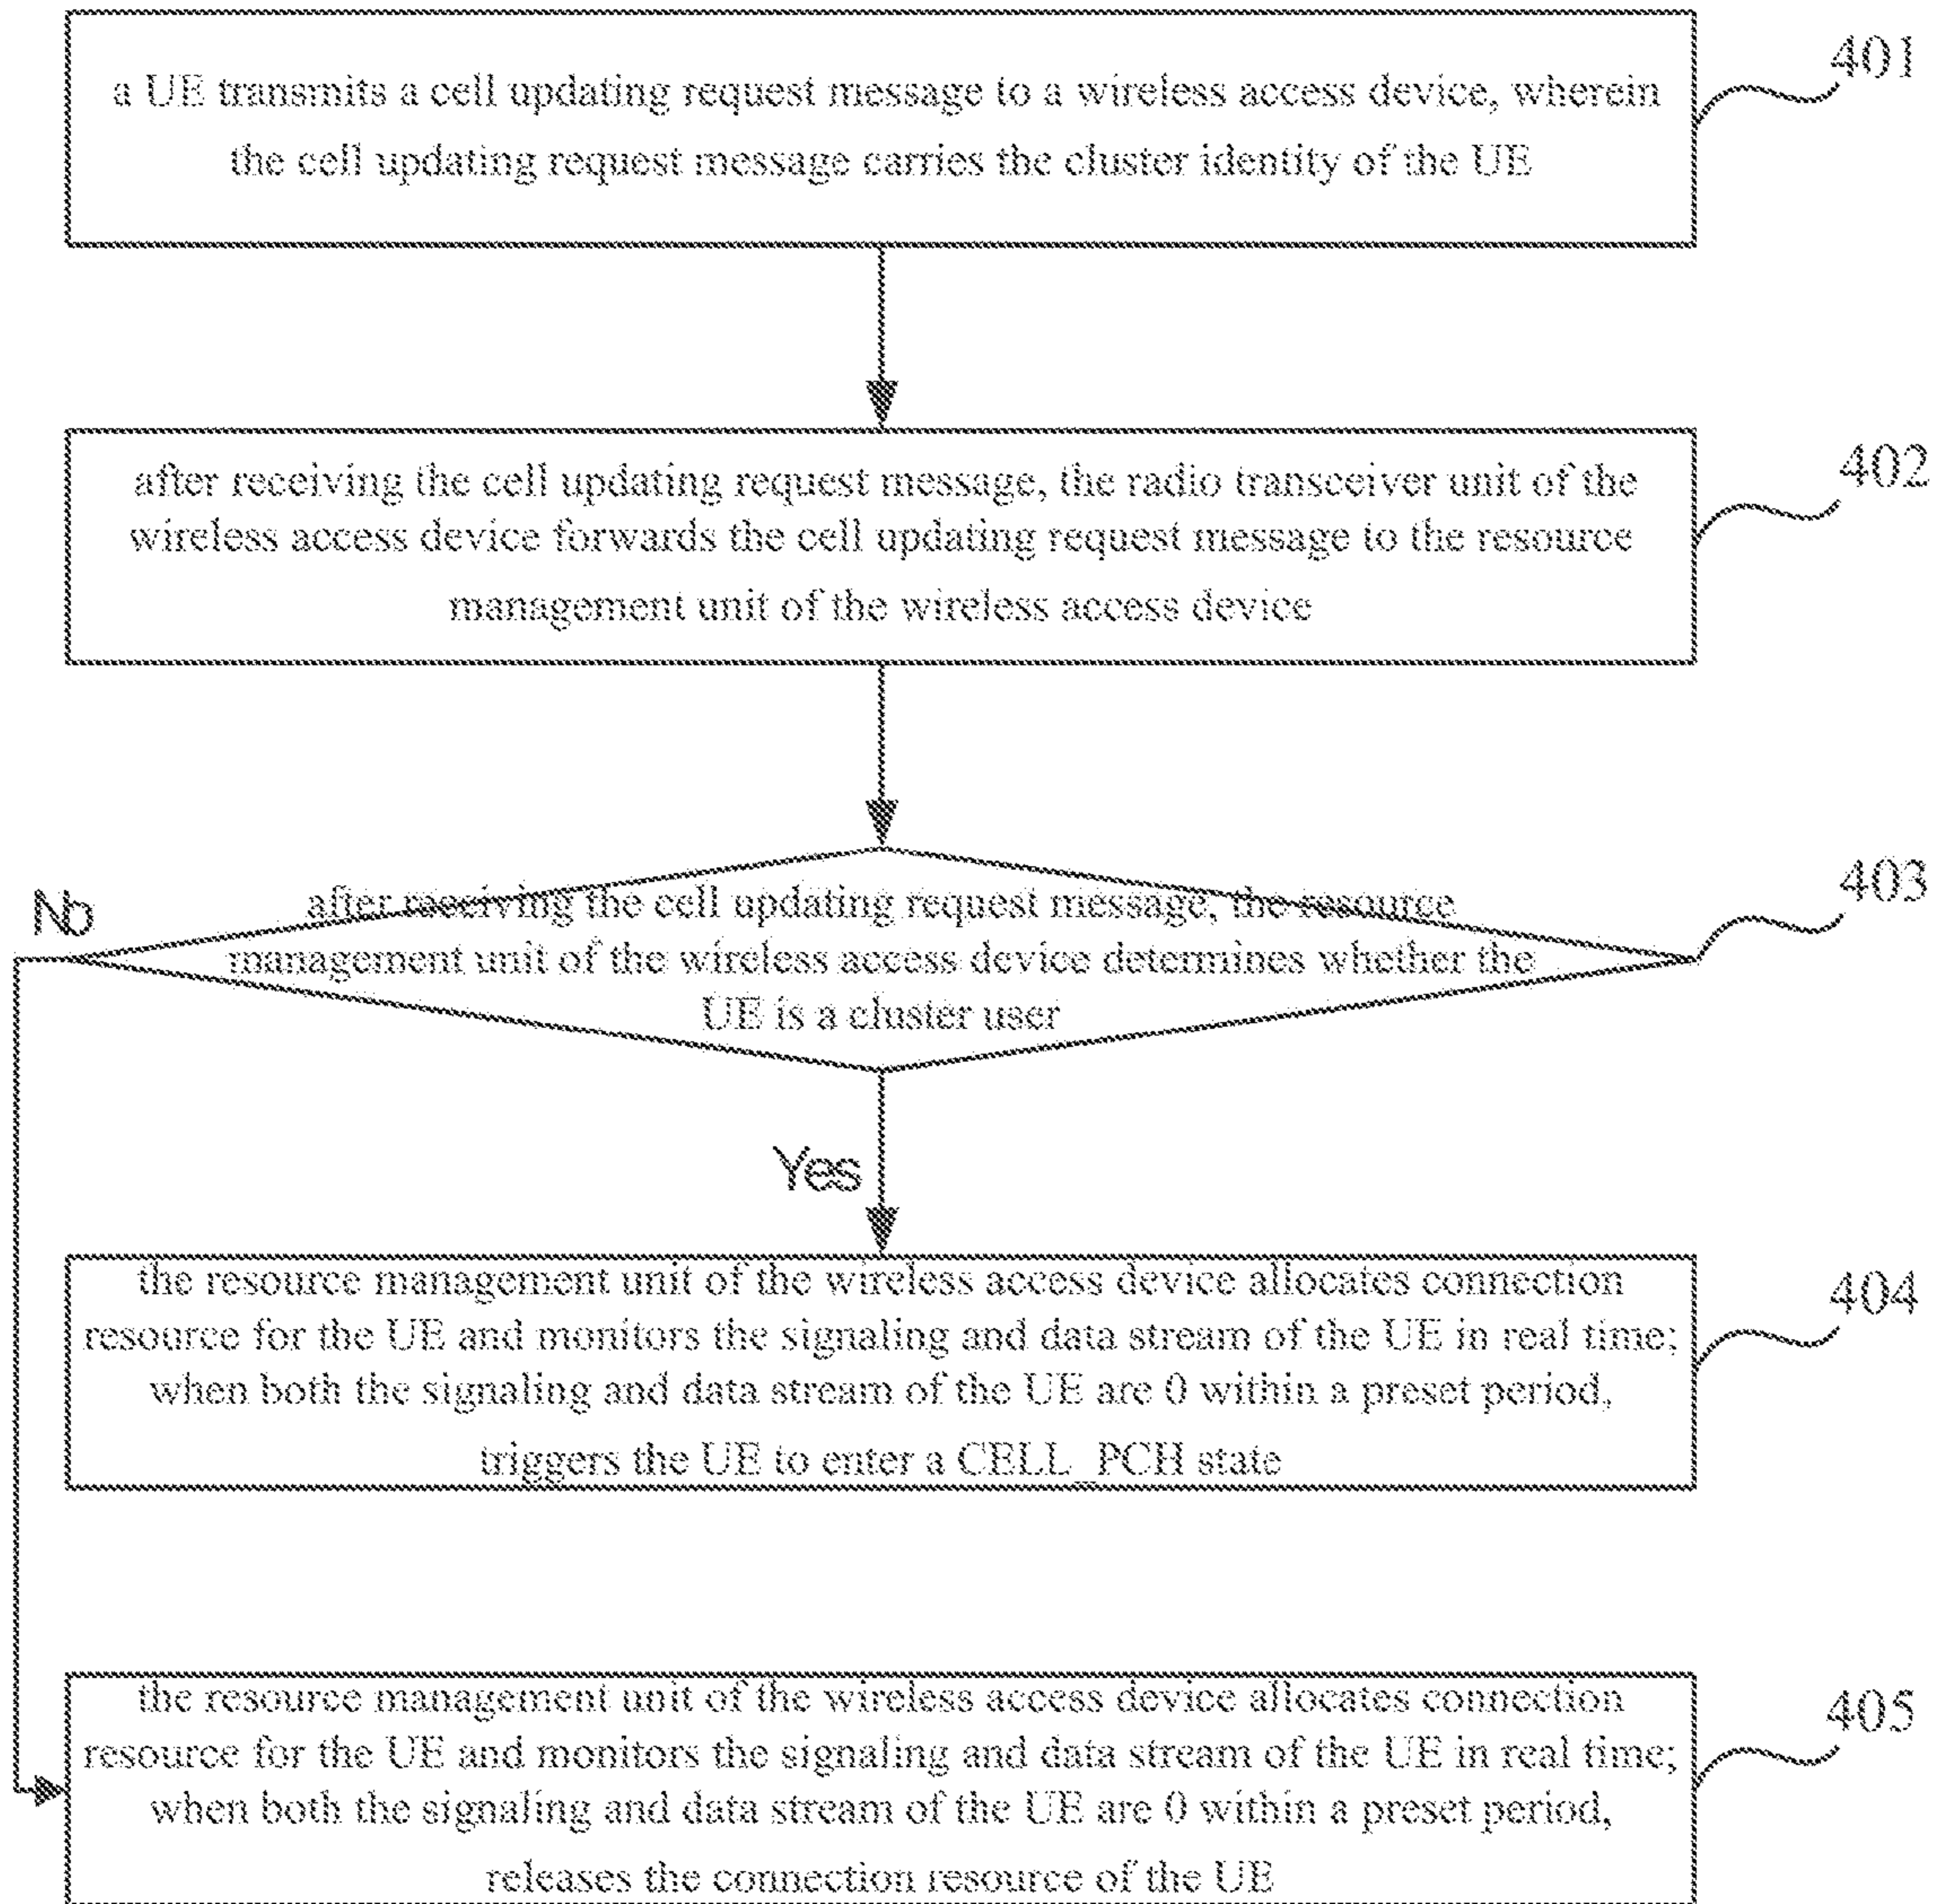 a UE transmits a cell updating request message to a wireless access device, wherein
the cell updating request message carries the cluster identity of the UE
401
after receiving the cell updating request message, the radio transceiver unit of the
wireless access device forwards the cell updating request message to the resource
management unit of the wireless access device
402
No
after receiving the cell updating request message, the resource
management unit of the wireless access device determines whether the
UE is a cluster user
403
Yes
the resource management unit of the wireless access device allocates connection
resource for the UE and monitors the signaling and data stream of the UE in real time;
when both the signaling and data stream of the UE are 0 within a preset period,
triggers the UE to enter a CELL_PCH state
404
the resource management unit of the wireless access device allocates connection
resource for the UE and monitors the signaling and data stream of the UE in real time;
when both the signaling and data stream of the UE are 0 within a preset period,
releases the connection resource of the UE
405